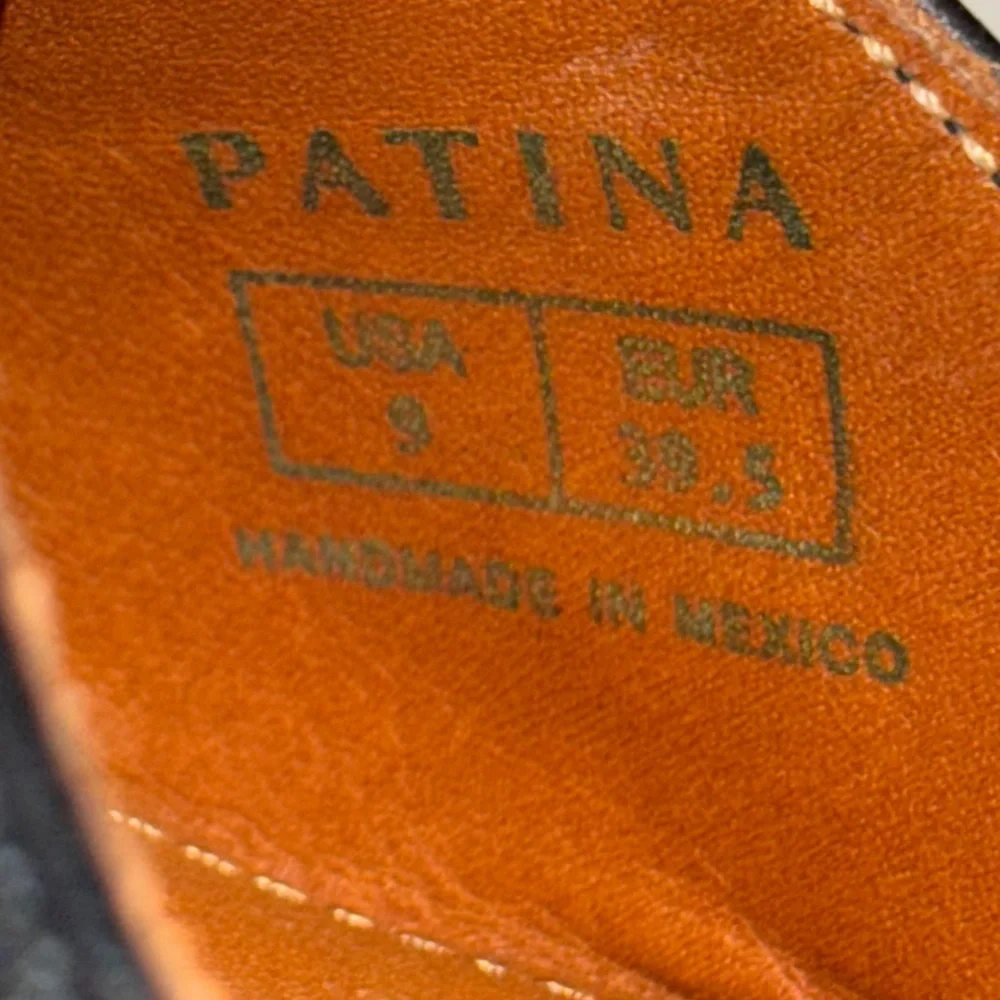 PATINA
USA EUR
9 39.5
HANDMADE IN MEXICO